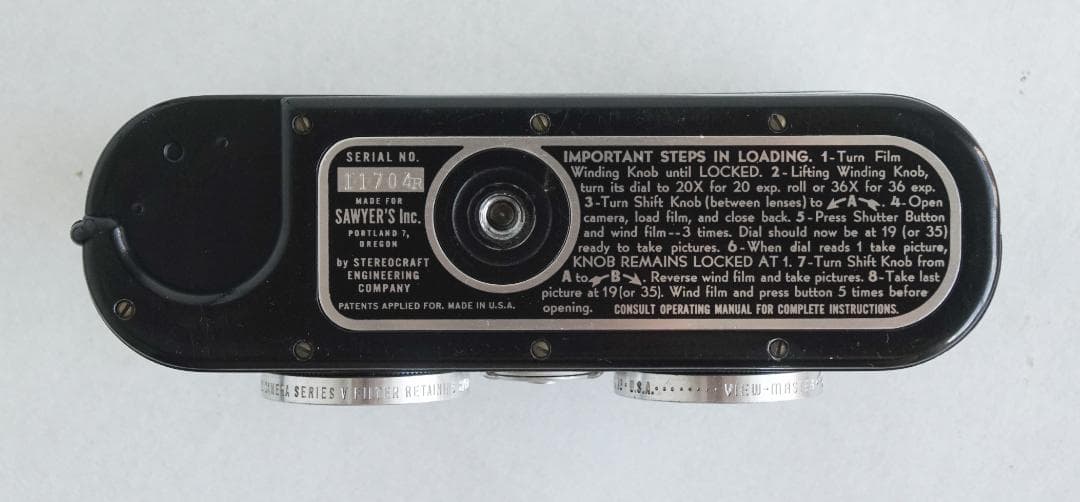 SERIAL NO.
11704R
MADE FOR
SAWYER'S Inc.
PORTLAND 7,
OREGON
by STEREOCRAFT
ENGINEERING
COMPANY
PATENTS APPLIED FOR. MADE IN U.S.A.
IMPORTANT STEPS IN LOADING. 1-Turn Film
Winding Knob until LOCKED. 2-Lifting Winding Knob,
turn its dial to 20X for 20 exp. roll or 36X for 36 exp.
3-Turn Shift Knob (between lenses) to A. 4-Open
camera, load film, and close back. 5-Press Shutter Button
and wind film--3 times. Dial should now be at 19 (or 35)
ready to take pictures. 6-When dial reads 1 take picture,
KNOB REMAINS LOCKED AT 1. 7-Turn Shift Knob from
A to B. Reverse wind film and take pictures. 8-Take last
picture at 19 (or 35). Wind film and press button 5 times before
opening. CONSULT OPERATING MANUAL FOR COMPLETE INSTRUCTIONS.
CAMERA SERIES V FILTER
U.S.A. ........ VIEW-MASTER